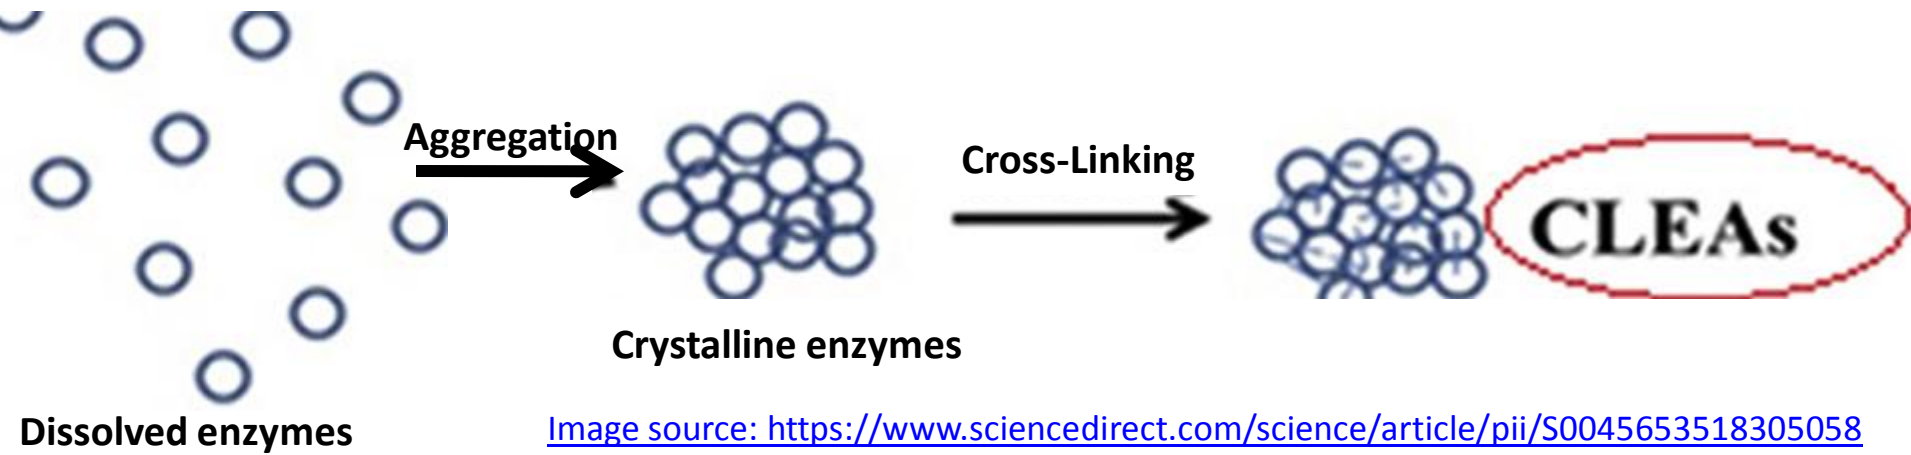 Aggregation
Cross-Linking
CLEAs
Crystalline enzymes
Dissolved enzymes
Image source: https://www.sciencedirect.com/science/article/pii/S0045653518305058